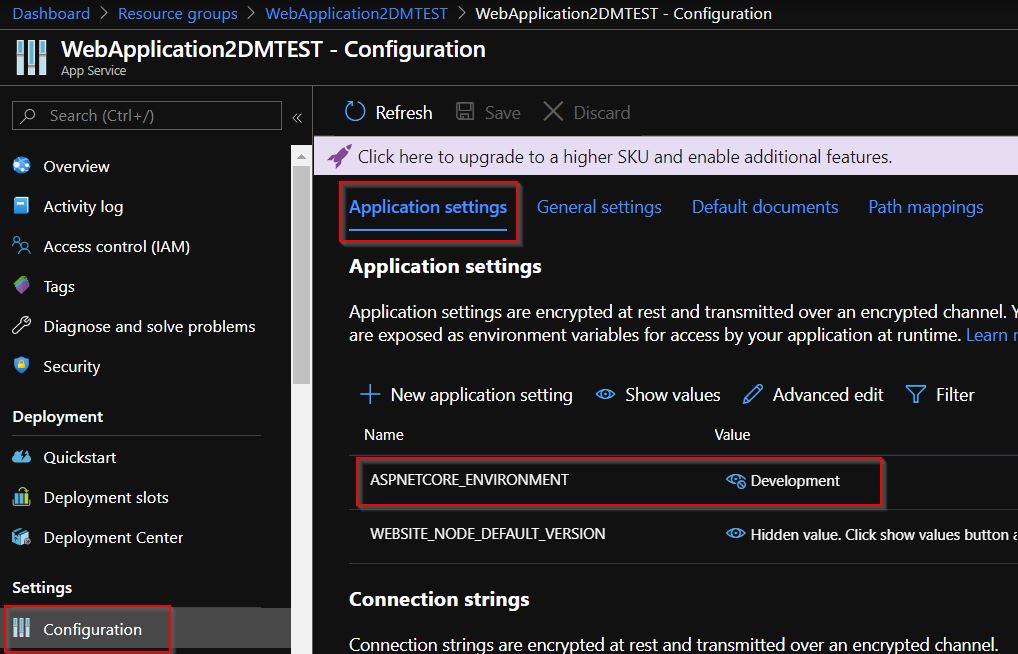 Dashboard > Resource groups > WebApplication2DMTEST > WebApplication2DMTEST - Configuration
WebApplication2DMTEST - Configuration
App Service
Search (Ctrl+/)
«
Overview
Activity log
Access control (IAM)
Tags
Diagnose and solve problems
Security
Deployment
Quickstart
Deployment slots
Deployment Center
Settings
Configuration
Refresh Save Discard
Click here to upgrade to a higher SKU and enable additional features.
Application settings General settings Default documents Path mappings
Application settings
Application settings are encrypted at rest and transmitted over an encrypted channel.
are exposed as environment variables for access by your application at runtime. Learn
New application setting Show values Advanced edit Filter
Name Value
ASPNETCORE_ENVIRONMENT Development
WEBSITE_NODE_DEFAULT_VERSION Hidden value. Click show values button
Connection strings
Connection strings are encrypted at rest and transmitted over an encrypted channel.